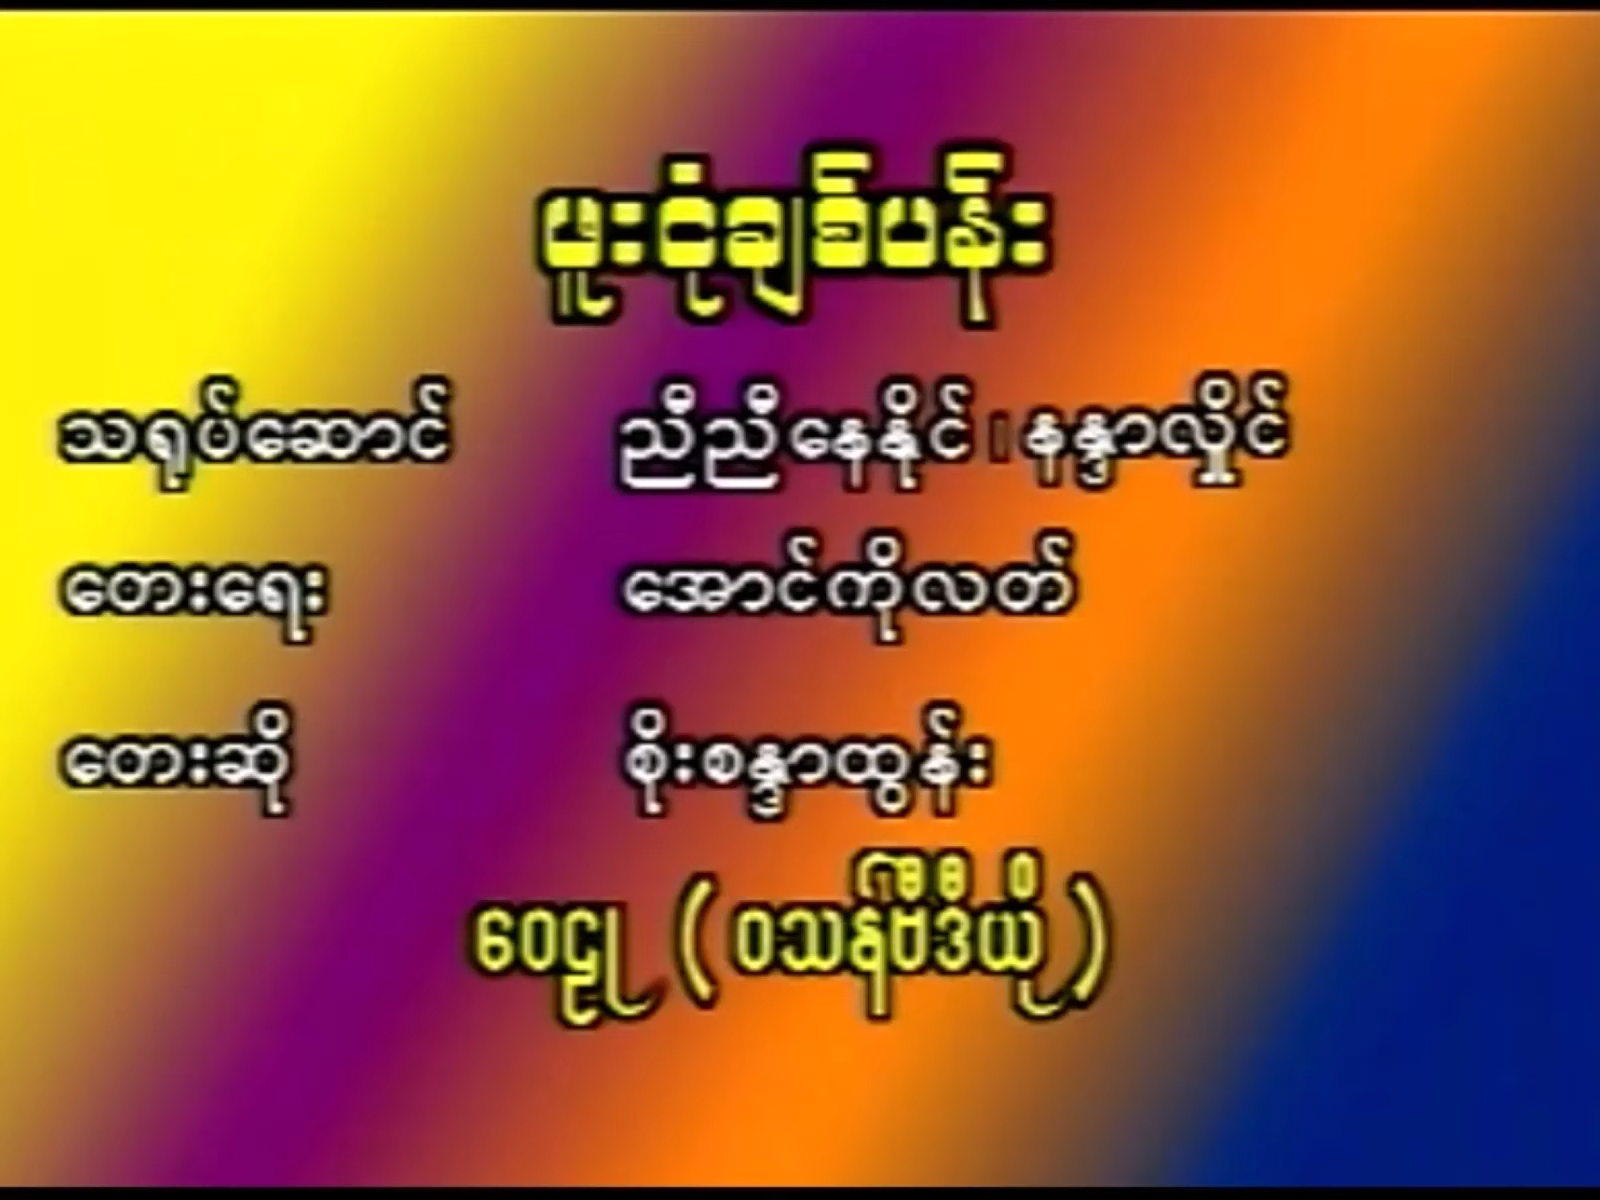 ဖူးငုံချစ်ပန်း
သရုပ်ဆောင် ညီညီနေနိုင် ၊ နန္ဒာလှိုင်
တေးရေး အောင်ကိုလတ်
တေးဆို စိုးစန္ဒာထွန်း
ဝေဠု ( ဝသန်ဗီဒီယို )